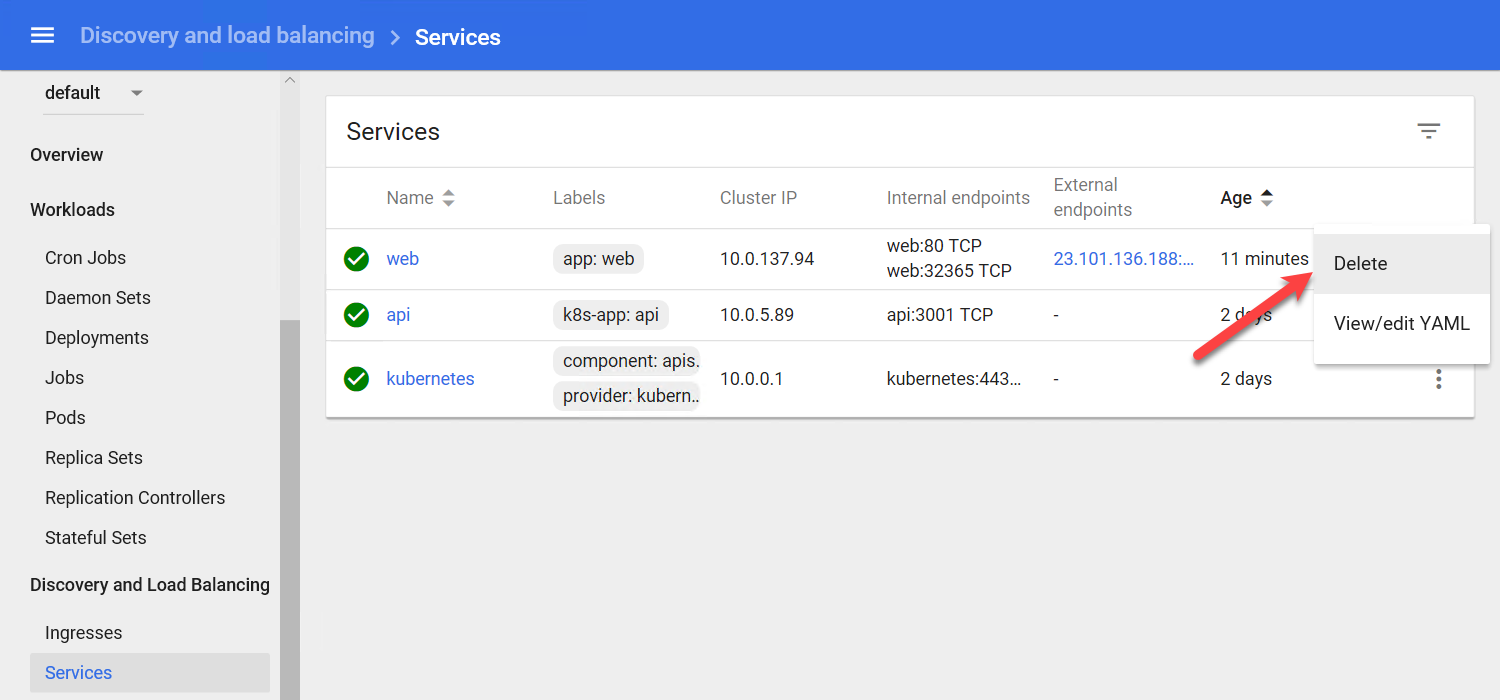 Discovery and load balancing > Services
default
Overview
Workloads
Cron Jobs
Daemon Sets
Deployments
Jobs
Pods
Replica Sets
Replication Controllers
Stateful Sets
Discovery and Load Balancing
Ingresses
Services
Services
Name Labels Cluster IP Internal endpoints External endpoints Age
web app: web 10.0.137.94 web:80 TCP 23.101.136.188:... 11 minutes
web:32365 TCP
api k8s-app: api 10.0.5.89 api:3001 TCP - 2 days
kubernetes component: apis. 10.0.0.1 kubernetes:443... - 2 days
provider: kubern..
Delete
View/edit YAML